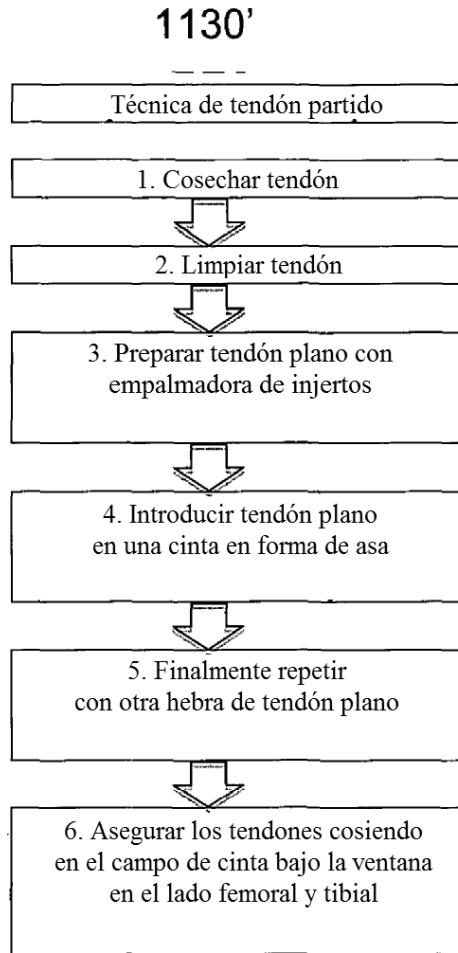 1130’
Técnica de tendón partido
1. Cosechar tendón
2. Limpiar tendón
3. Preparar tendón plano con
empalmadora de injertos
4. Introducir tendón plano
en una cinta en forma de asa
5. Finalmente repetir
con otra hebra de tendón plano
6. Asegurar los tendones cosiendo
en el campo de cinta bajo la ventana
en el lado femoral y tibial